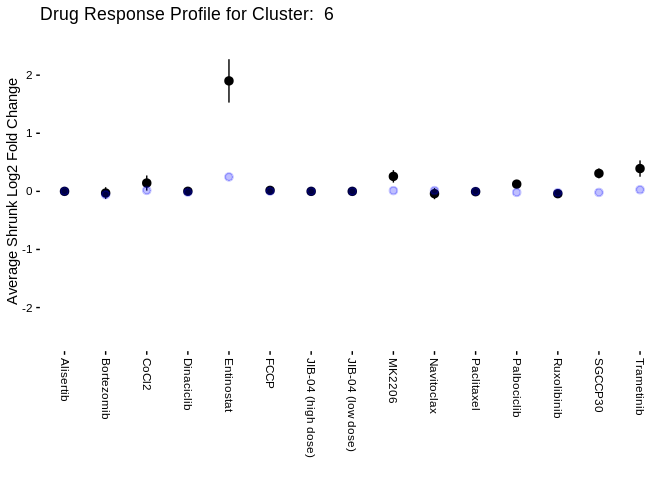 Drug Response Profile for Cluster:  6
Average Shrunk Log2 Fold Change
2
1
0
-1
-2
Alisertib
Bortezomib
CoCl2
Dinaciclib
Entinostat
FCCP
JIB-04 (high dose)
JIB-04 (low dose)
MK2206
Navitoclax
Paclitaxel
Palbociclib
Ruxolibinib
SGCCP30
Trametinib